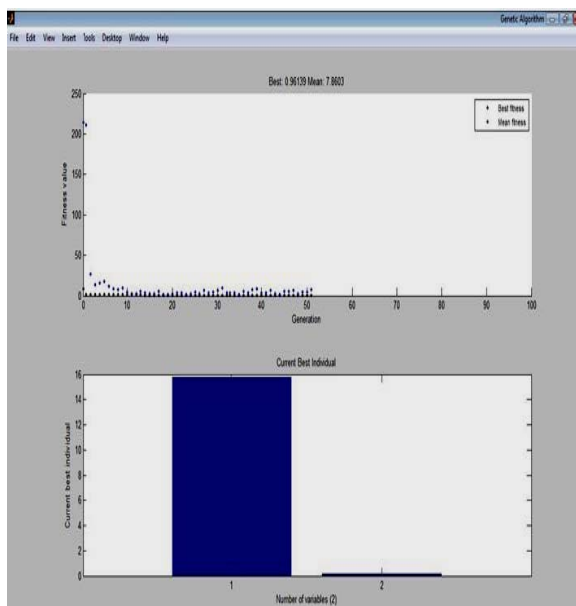 Genetic Algorithm
File Edit View Insert Tools Desktop Window Help
Best: 0.96139 Mean: 7.8603
250
200
150
100
50
0
Fitness value
Best fitness
Mean fitness
0 10 20 30 40 50 60 70 80 90 100
Generation
Current Best Individual
16
14
12
10
8
6
4
2
0
Current best individual
1 2
Number of variables (2)